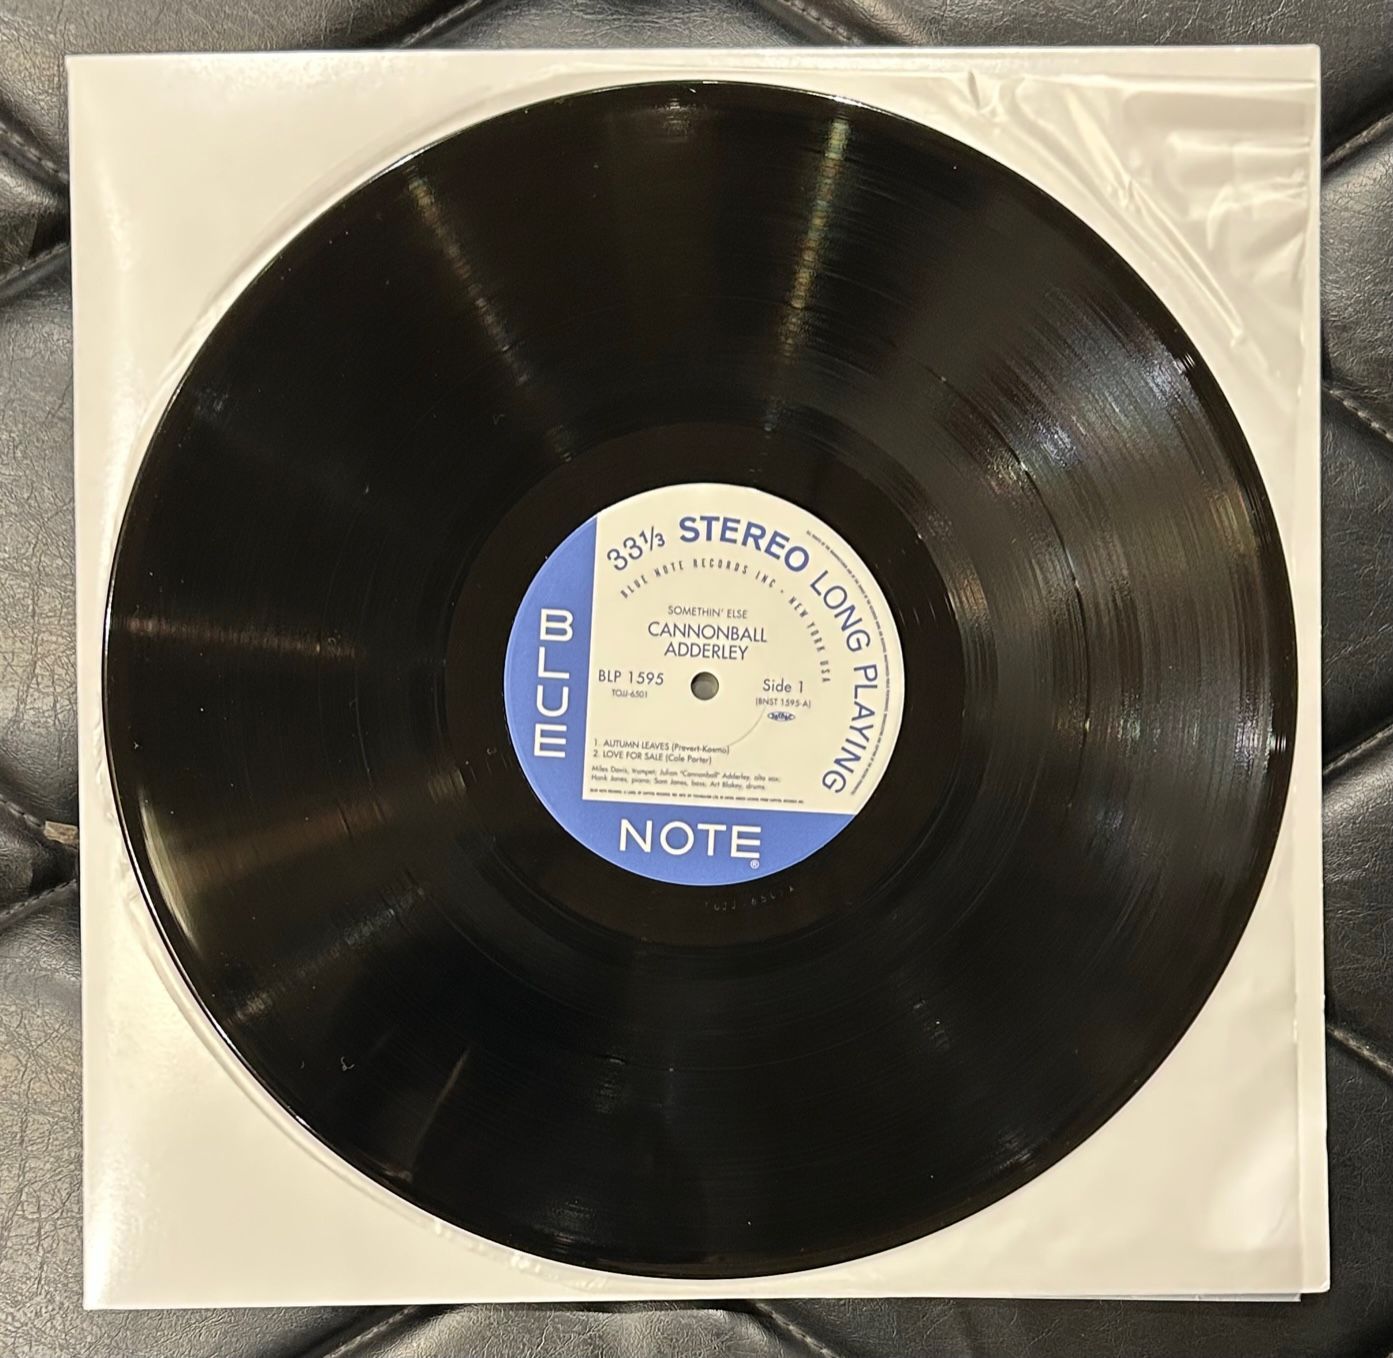 33⅓ STEREO LONG PLAYING
BLUE NOTE RECORDS INC · NEW YORK USA
SOMETHIN' ELSE
CANNONBALL
ADDERLEY
BLP 1595
TOJJ-6501
Side 1
(BNST 1595-A)
1. AUTUMN LEAVES (Prevert-Kosma)
2. LOVE FOR SALE (Cole Porter)
Miles Davis, trumpet; Julian "Cannonball" Adderley, alto sax;
Hank Jones, piano; Sam Jones, bass; Art Blakey, drums.
BLUE
NOTE
®